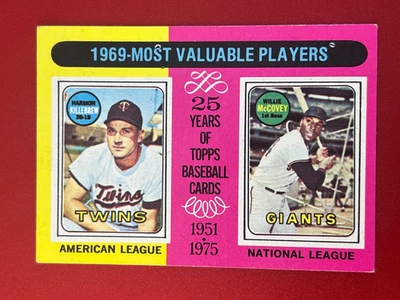 1969-MOST VALUABLE PLAYERS
HARMON
KILLEBREW
3B-1B
Twins
TWINS
AMERICAN LEAGUE
25
YEARS
OF
TOPPS
BASEBALL
CARDS
1951
1975
WILLIE
McCOVEY
1st Base
GIANTS
NATIONAL LEAGUE